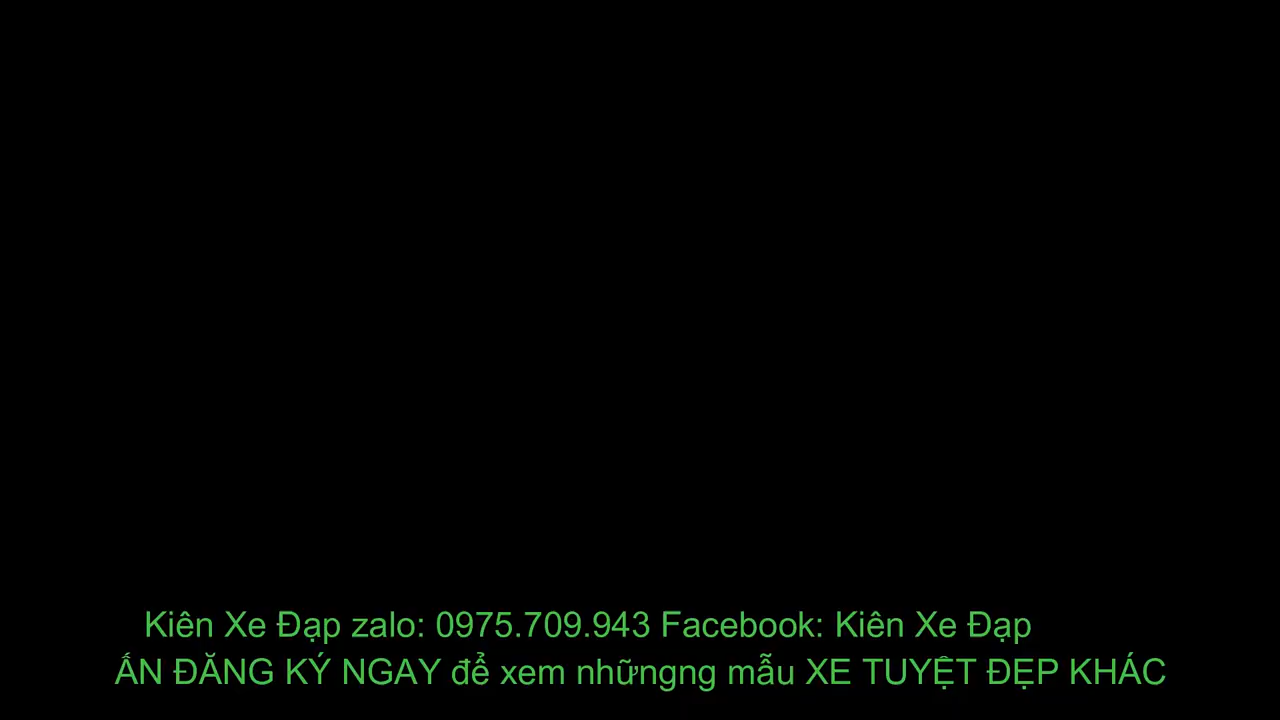 Kiên Xe Đạp zalo: 0975.709.943 Facebook: Kiên Xe Đạp
ẤN ĐĂNG KÝ NGAY để xem nhữngng mẫu XE TUYỆT ĐẸP KHÁC